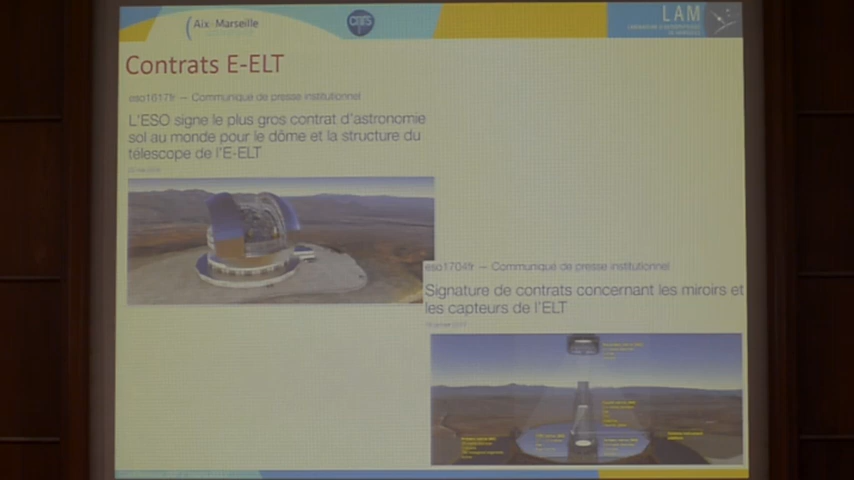 Aix*Marseille
cnrs
LAM
Contrats E-ELT
eso1617fr — Communiqué de presse institutionnel
L'ESO signe le plus gros contrat d'astronomie
sol au monde pour le dôme et la structure du
télescope de l'E-ELT
eso1704fr — Communiqué de presse institutionnel
Signature de contrats concernant les miroirs et
les capteurs de l'ELT